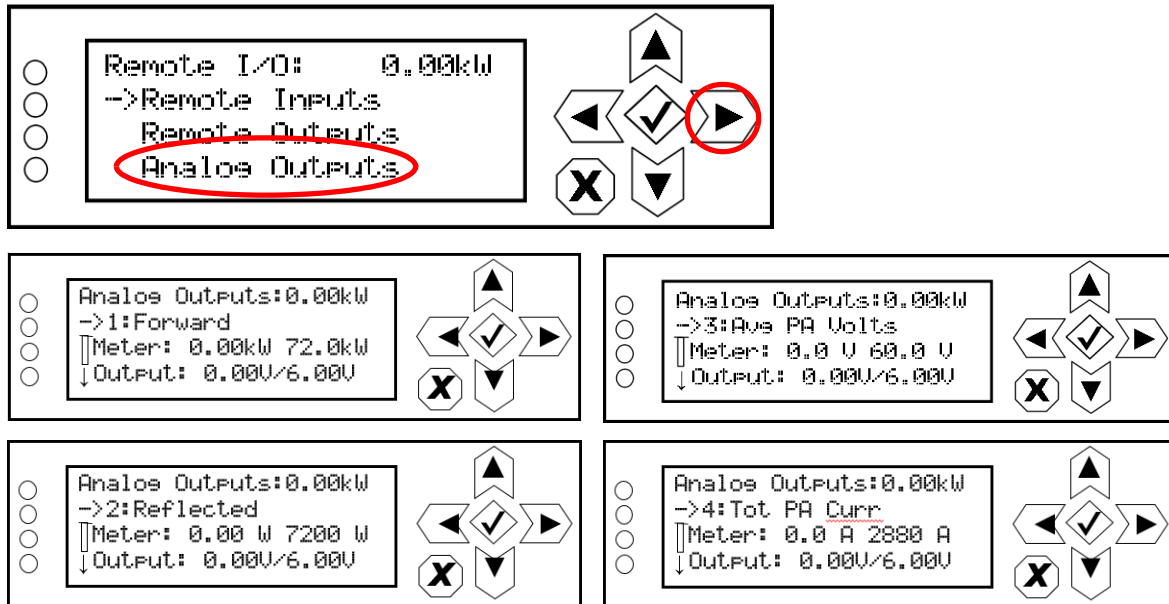 Remote I/O: 0.00kW
->Remote Inputs
Remote Outputs
Analog Outputs
X
Analog Outputs:0.00kW
->1:Forward
Meter: 0.00kW 72.0kW
↓Output: 0.00V/6.00V
X
Analog Outputs:0.00kW
->3:Ave PA Volts
Meter: 0.0 V 60.0 V
↓Output: 0.00V/6.00V
X
Analog Outputs:0.00kW
->2:Reflected
Meter: 0.00 W 7200 W
↓Output: 0.00V/6.00V
X
Analog Outputs:0.00kW
->4:Tot PA Curr
Meter: 0.0 A 2880 A
↓Output: 0.00V/6.00V
X